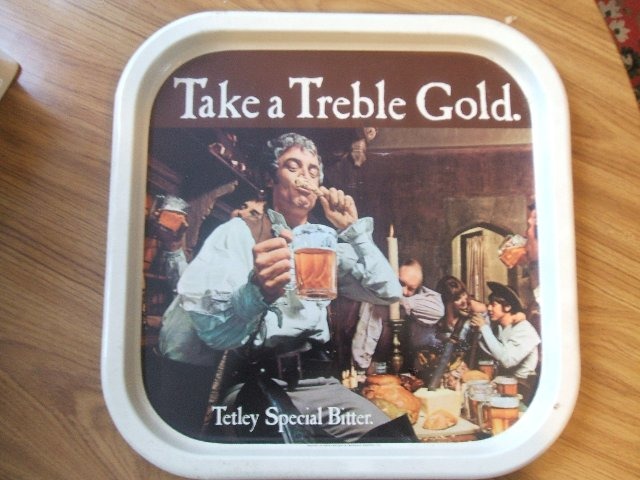 Take a Treble Gold.
Tetley Special Bitter.